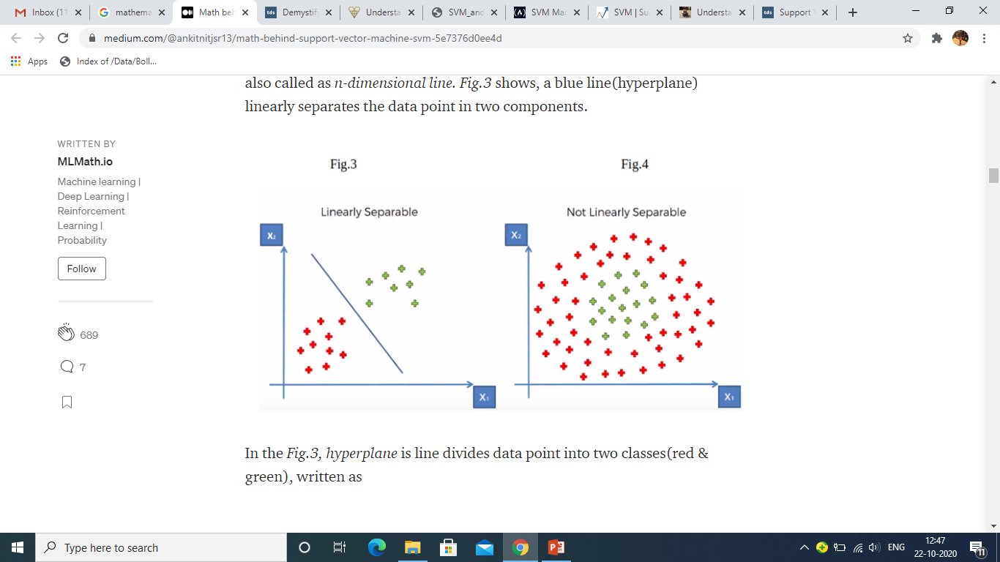 Inbox (11
mathema
Math beh
Demystif
Understa
SVM_and
SVM Mac
SVM | Su
Understa
Support V
medium.com/@ankitnitjsr13/math-behind-support-vector-machine-svm-5e7376d0ee4d
Apps
Index of /Data/Boll...
also called as n-dimensional line. Fig.3 shows, a blue line(hyperplane)
linearly separates the data point in two components.
WRITTEN BY
MLMath.io
Machine learning |
Deep Learning |
Reinforcement
Learning |
Probability
Follow
689
7
Fig.3
Fig.4
Linearly Separable
Not Linearly Separable
X₂
X₂
X₁
X₁
In the Fig.3, hyperplane is line divides data point into two classes(red &
green), written as
Type here to search
ENG
12:47
22-10-2020
11